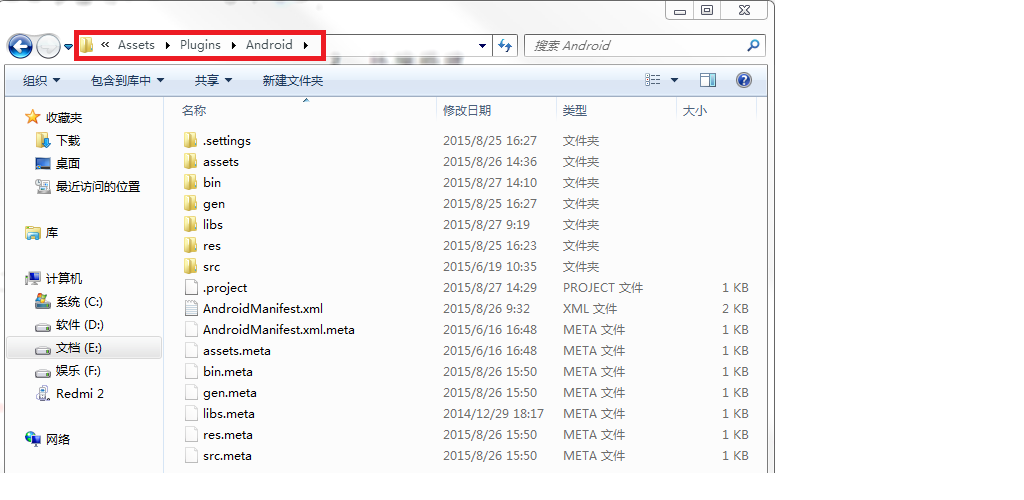 « Assets Plugins Android
搜索 Android
组织 包含到库中 共享 新建文件夹
收藏夹
下载
桌面
最近访问的位置
库
计算机
系统 (C:)
软件 (D:)
文档 (E:)
娱乐 (F:)
Redmi 2
网络
名称 修改日期 类型 大小
.settings 2015/8/25 16:27 文件夹
assets 2015/8/26 14:36 文件夹
bin 2015/8/27 14:10 文件夹
gen 2015/8/25 16:27 文件夹
libs 2015/8/27 9:19 文件夹
res 2015/8/25 16:23 文件夹
src 2015/6/19 10:35 文件夹
.project 2015/8/27 14:29 PROJECT 文件 1 KB
AndroidManifest.xml 2015/8/26 9:32 XML 文件 2 KB
AndroidManifest.xml.meta 2015/6/16 16:48 META 文件 1 KB
assets.meta 2015/6/16 16:48 META 文件 1 KB
bin.meta 2015/8/26 15:50 META 文件 1 KB
gen.meta 2015/8/26 15:50 META 文件 1 KB
libs.meta 2014/12/29 18:17 META 文件 1 KB
res.meta 2015/8/26 15:50 META 文件 1 KB
src.meta 2015/8/26 15:50 META 文件 1 KB